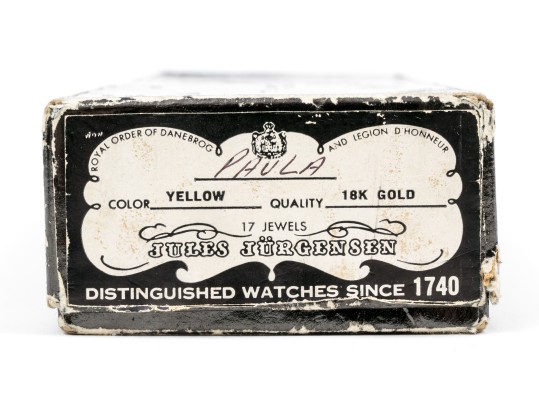 ROYAL ORDER OF DANEBROG AND LEGION D'HONNEUR
PAULA
COLOR YELLOW QUALITY 18K GOLD
17 JEWELS
JULES JÜRGENSEN
DISTINGUISHED WATCHES SINCE 1740